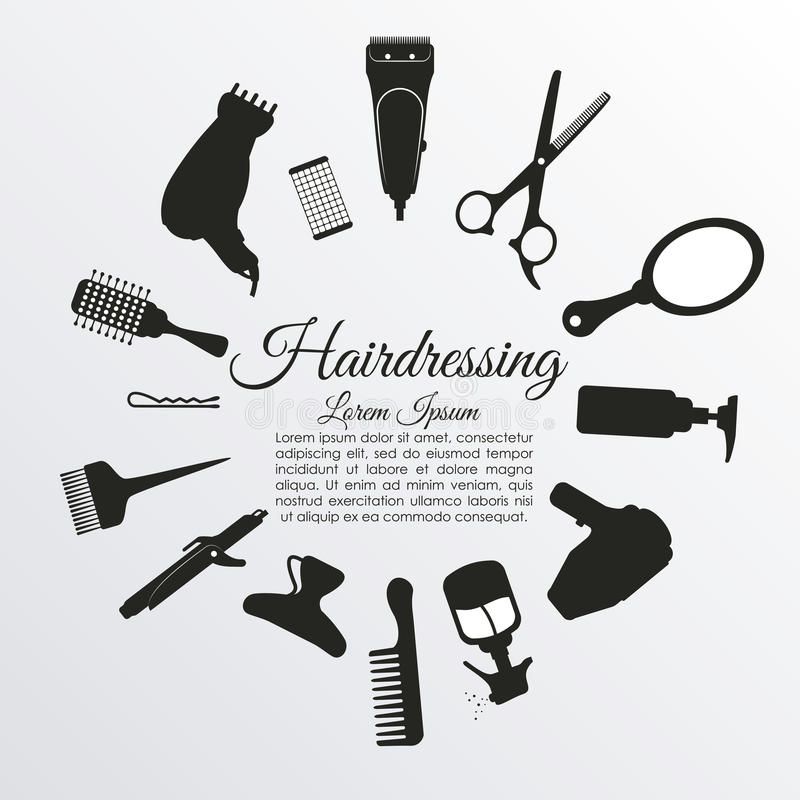 Hairdressing
Lorem Ipsum
Lorem ipsum dolor sit amet,
consectetur adipisicing elit, sed do
eiusmod tempor incididunt ut
labore et dolore magna
aliqua. Ut enim ad minim veniam, quis
nostrud exercitation ullamco laboris nisi
ut aliquip ex ea commodo consequat.
dreamstime